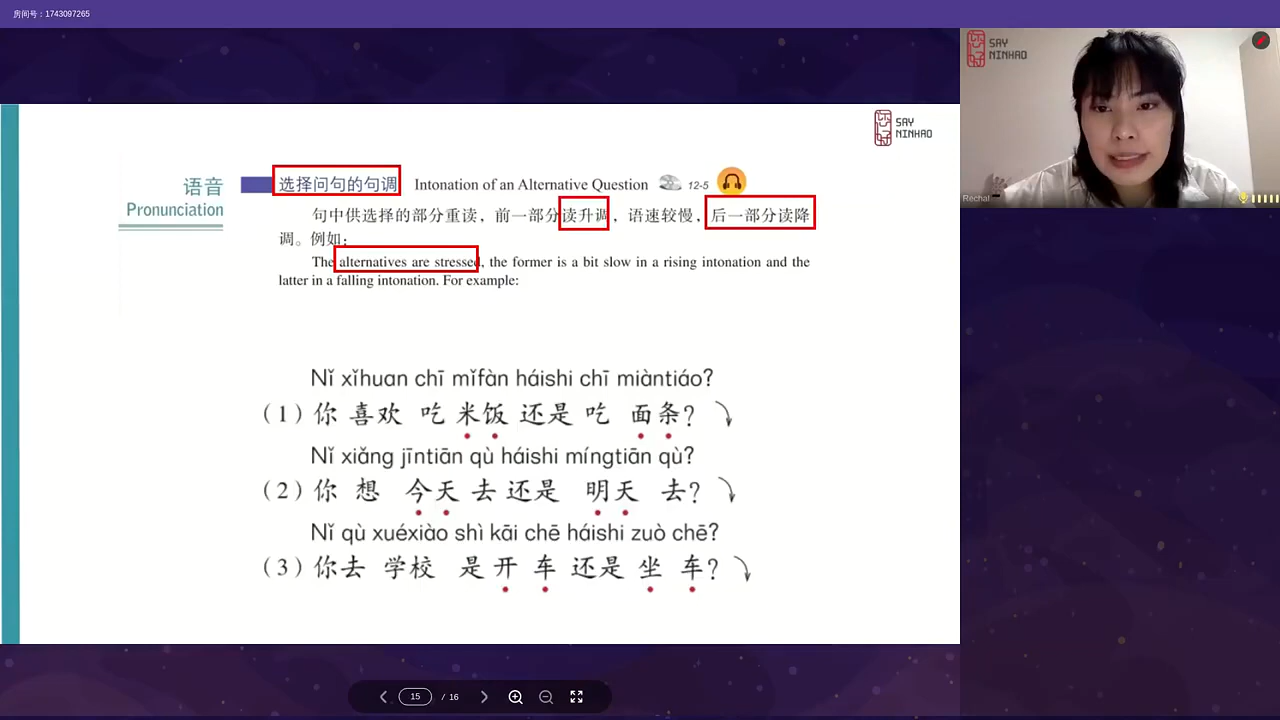 房间号：1743097265
SAY
NINHAO
SAY
NINHAO
Rechal
语音
Pronunciation
选择问句的句调 Intonation of an Alternative Question 12-5
句中供选择的部分重读，前一部分读升调，语速较慢，后一部分读降
调。例如：
The alternatives are stressed, the former is a bit slow in a rising intonation and the
latter in a falling intonation. For example:
Nǐ xǐhuan chī mǐfàn háishi chī miàntiáo?
（1）你 喜欢 吃 米饭 还是 吃 面条？
Nǐ xiǎng jīntiān qù háishi míngtiān qù?
（2）你 想 今天 去 还是 明天 去？
Nǐ qù xuéxiào shì kāi chē háishi zuò chē?
（3）你去 学校 是 开 车 还是 坐 车？
15 / 16